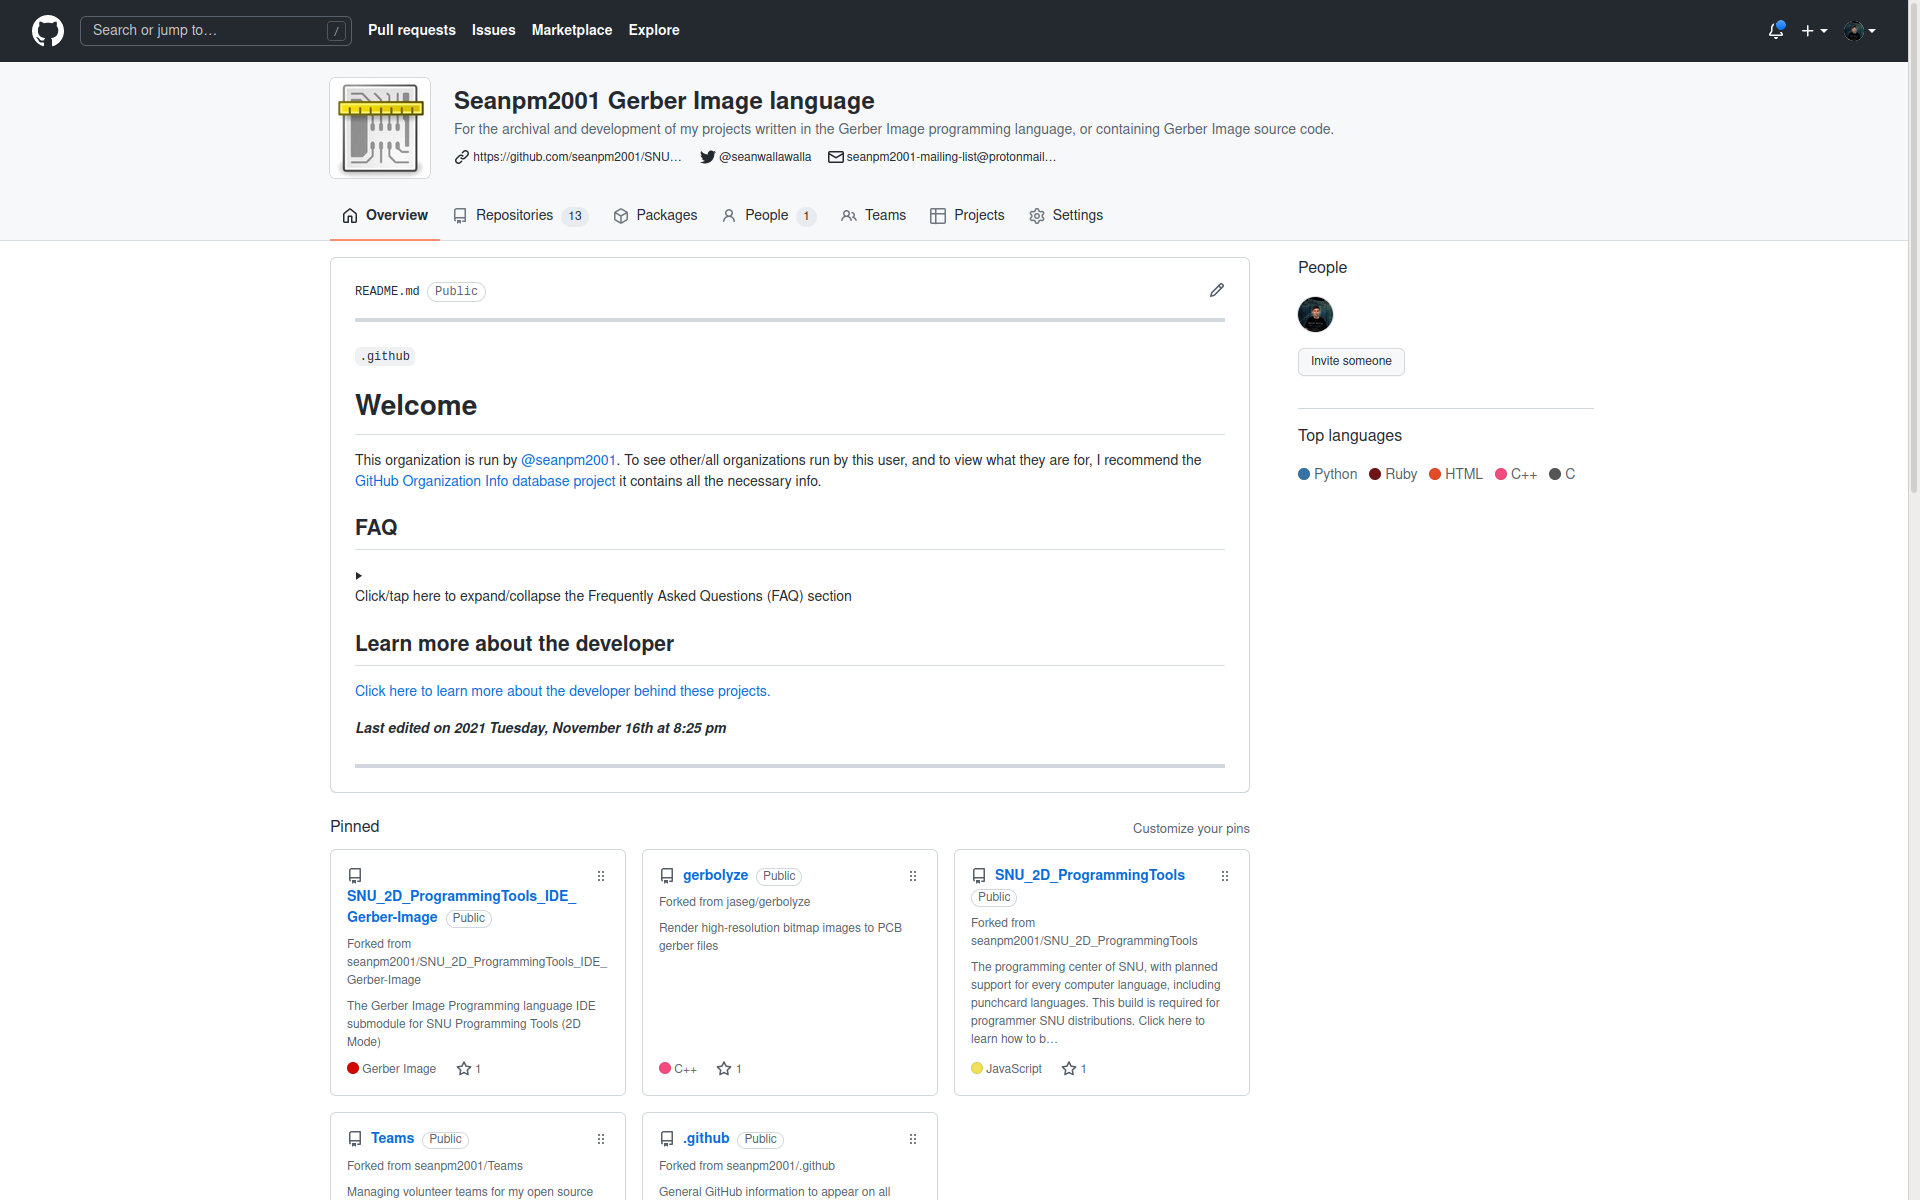 Search or jump to… /
Pull requests Issues Marketplace Explore
Seanpm2001 Gerber Image language
For the archival and development of my projects written in the Gerber Image programming language, or containing Gerber Image source code.
https://github.com/seanpm2001/SNU… @seanwallawalla seanpm2001-mailing-list@protonmail…
Overview Repositories 13 Packages People 1 Teams Projects Settings
README.md Public
.github
Welcome
This organization is run by @seanpm2001. To see other/all organizations run by this user, and to view what they are for, I recommend the
GitHub Organization Info database project it contains all the necessary info.
FAQ
Click/tap here to expand/collapse the Frequently Asked Questions (FAQ) section
Learn more about the developer
Click here to learn more about the developer behind these projects.
Last edited on 2021 Tuesday, November 16th at 8:25 pm
People
Invite someone
Top languages
Python Ruby HTML C++ C
Pinned
Customize your pins
SNU_2D_ProgrammingTools_IDE_
Gerber-Image Public
Forked from
seanpm2001/SNU_2D_ProgrammingTools_IDE_
Gerber-Image
The Gerber Image Programming language IDE
submodule for SNU Programming Tools (2D
Mode)
Gerber Image 1
gerbolyze Public
Forked from jaseg/gerbolyze
Render high-resolution bitmap images to PCB
gerber files
C++ 1
SNU_2D_ProgrammingTools
Public
Forked from
seanpm2001/SNU_2D_ProgrammingTools
The programming center of SNU, with planned
support for every computer language, including
punchcard languages. This build is required for
programmer SNU distributions. Click here to
learn how to b…
JavaScript 1
Teams Public
Forked from seanpm2001/Teams
Managing volunteer teams for my open source
.github Public
Forked from seanpm2001/.github
General GitHub information to appear on all